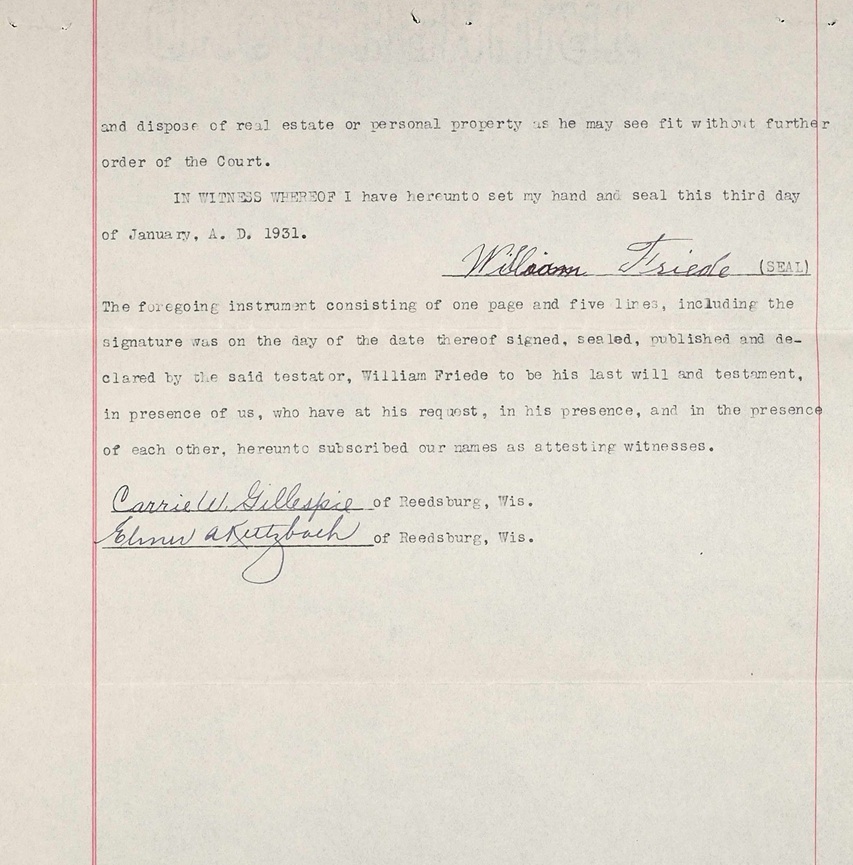 and dispose of real estate or personal property as he may see fit without further
order of the Court.
IN WITNESS WHEREOF I have hereunto set my hand and seal this third day
of January, A. D. 1931.
William Friede (SEAL)
The foregoing instrument consisting of one page and five lines, including the
signature was on the day of the date thereof signed, sealed, published and de-
clared by the said testator, William Friede to be his last will and testament,
in presence of us, who have at his request, in his presence, and in the presence
of each other, hereunto subscribed our names as attesting witnesses.
Carrie W. Gillespie of Reedsburg, Wis.
Elmer A of Reedsburg, Wis.